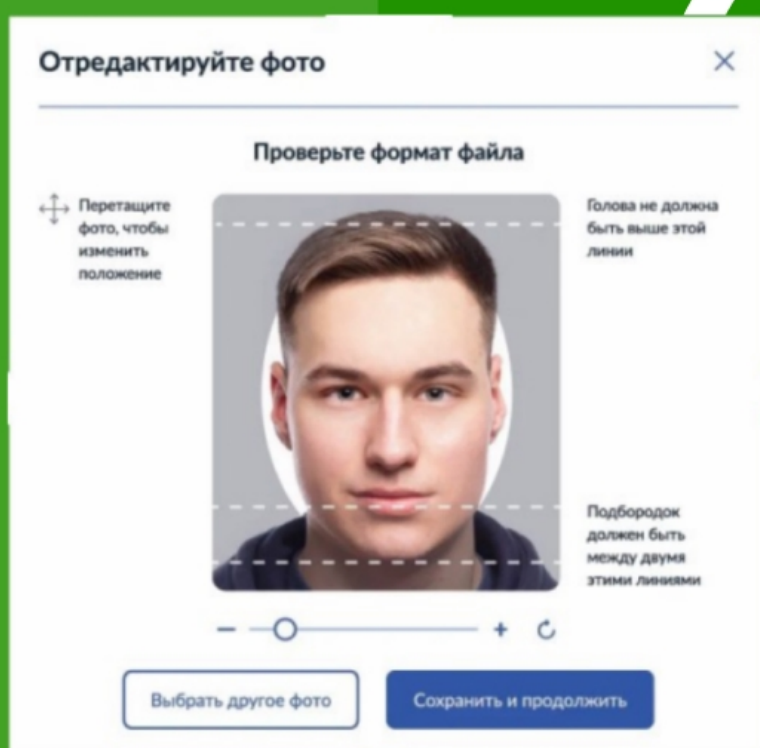 Отредактируйте фото
Проверьте формат файла
Перетащите
фото, чтобы
изменить
положение
Голова не должна
быть выше этой
линии
Подбородок
должен быть
между двумя
этими линиями
Выбрать другое фото
Сохранить и продолжить